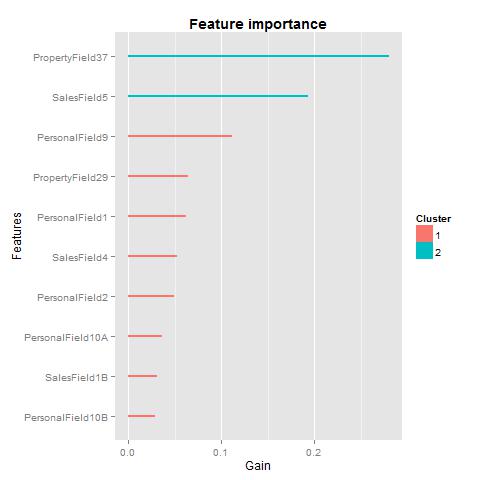 Feature importance
PropertyField37
SalesField5
PersonalField9
PropertyField29
PersonalField1
SalesField4
PersonalField2
PersonalField10A
SalesField1B
PersonalField10B
Features
0.0 0.1 0.2
Gain
Cluster
1
2